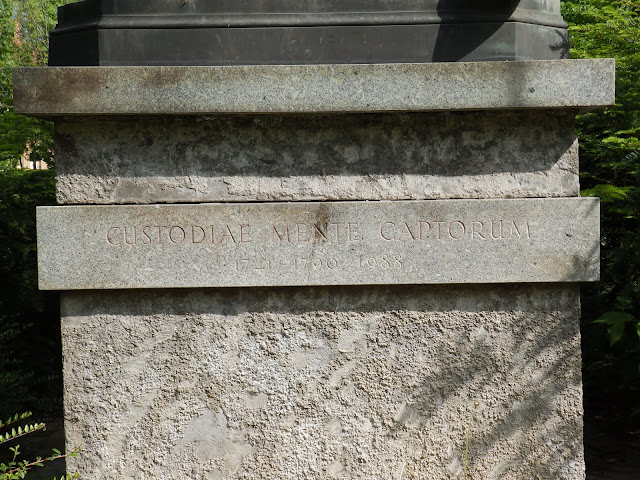 CUSTODIAE MENTE CAPTORUM
1721 - 1766 - 1988